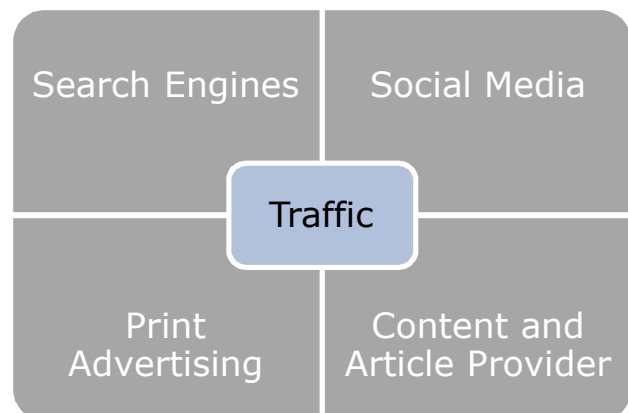 Search Engines
Social Media
Traffic
Print
Advertising
Content and
Article Provider